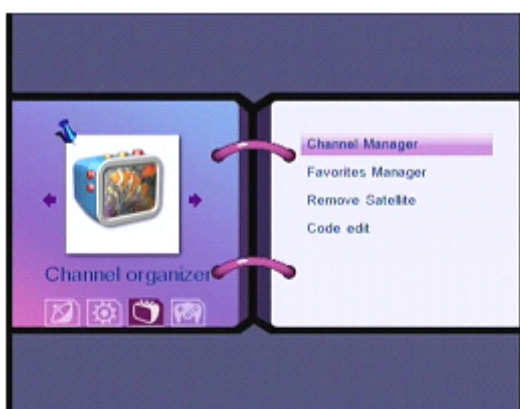 Channel organizer
Channel Manager
Favorites Manager
Remove Satellite
Code edit